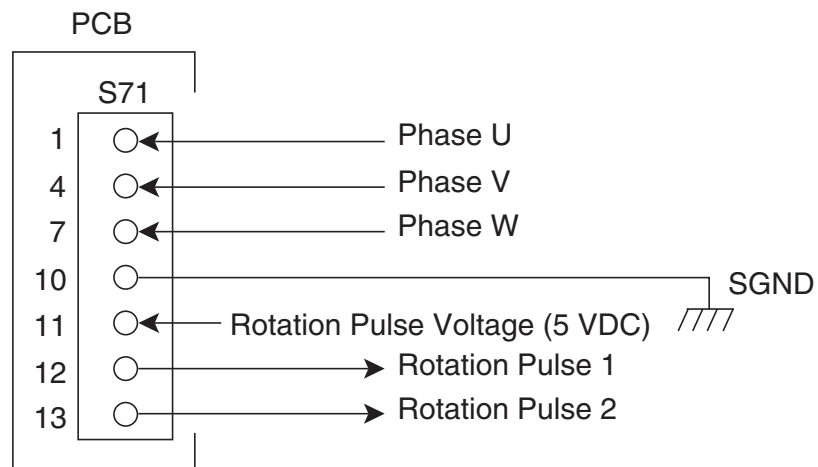 PCB
S71
1 Phase U
4 Phase V
7 Phase W
10 SGND
11 Rotation Pulse Voltage (5 VDC)
12 Rotation Pulse 1
13 Rotation Pulse 2